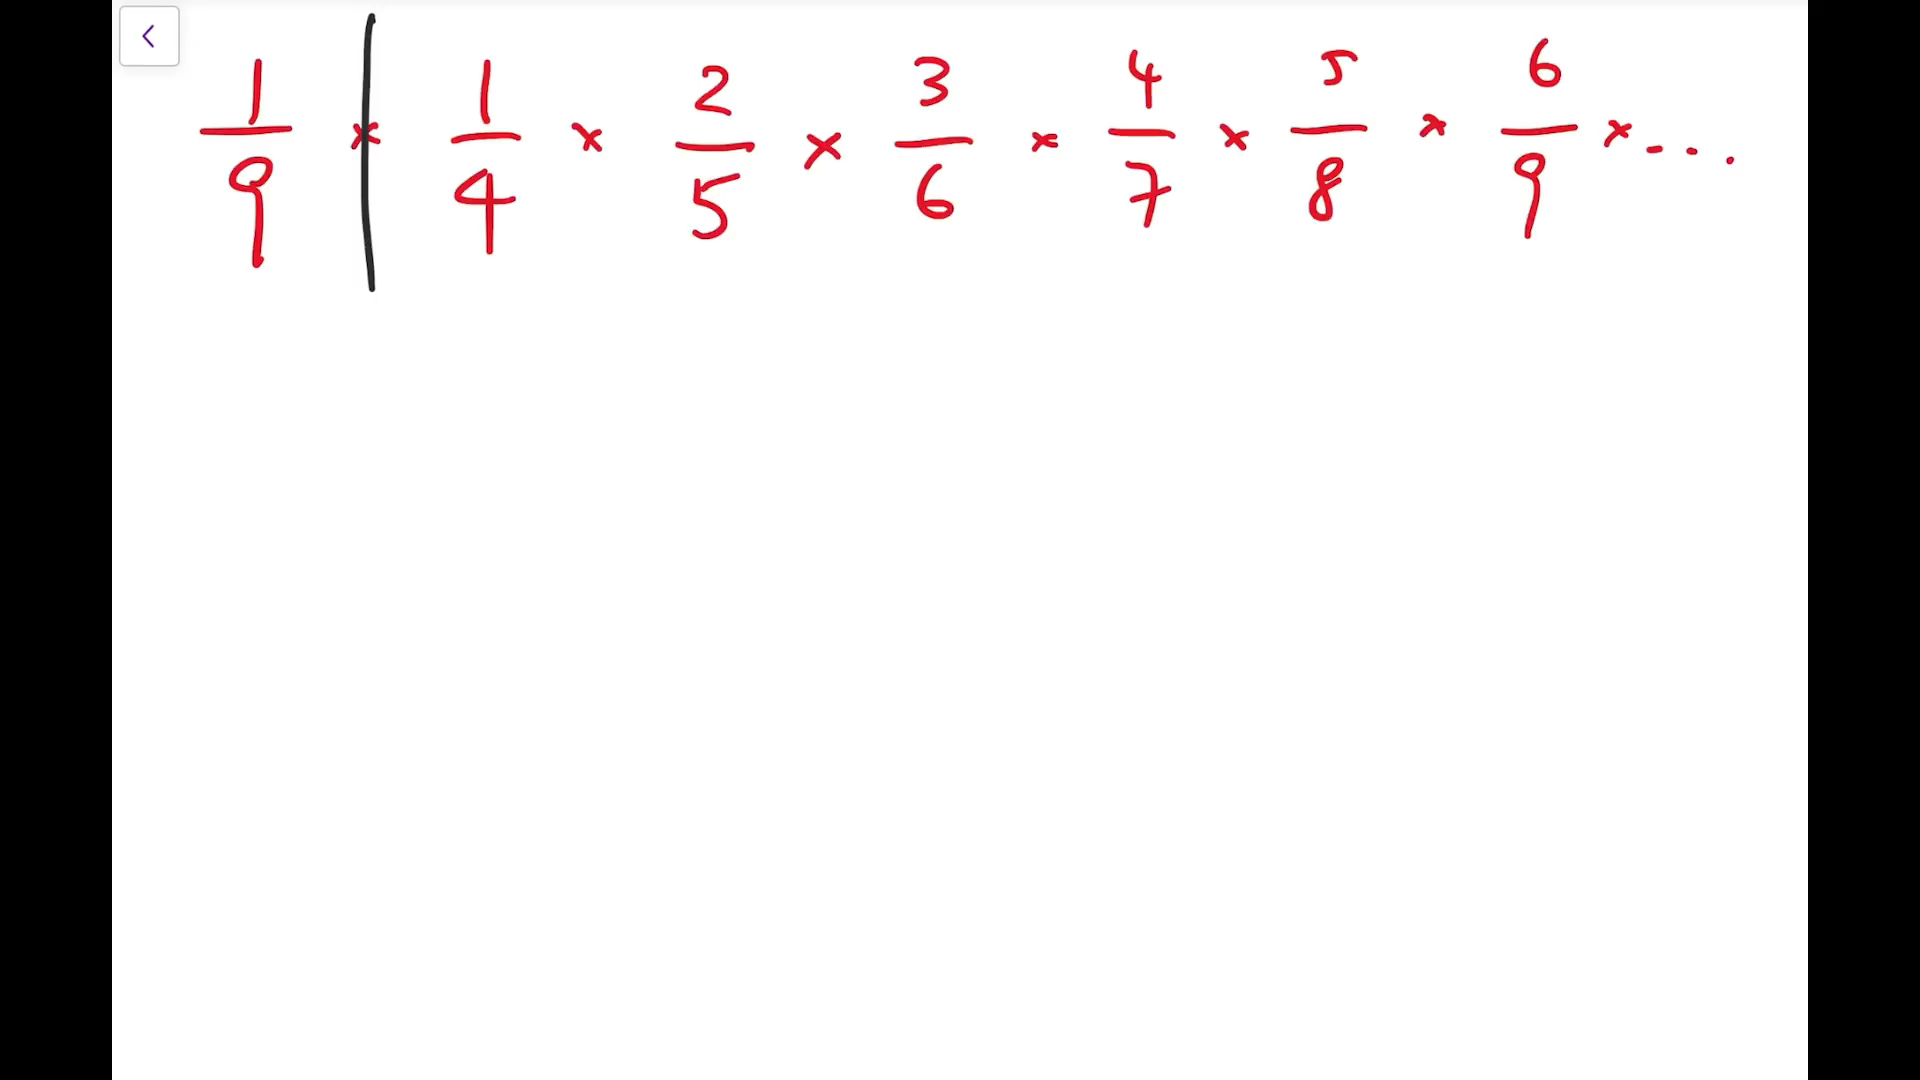 1/9 × | 1/4 × 2/5 × 3/6 × 4/7 × 5/8 × 6/9 × ...